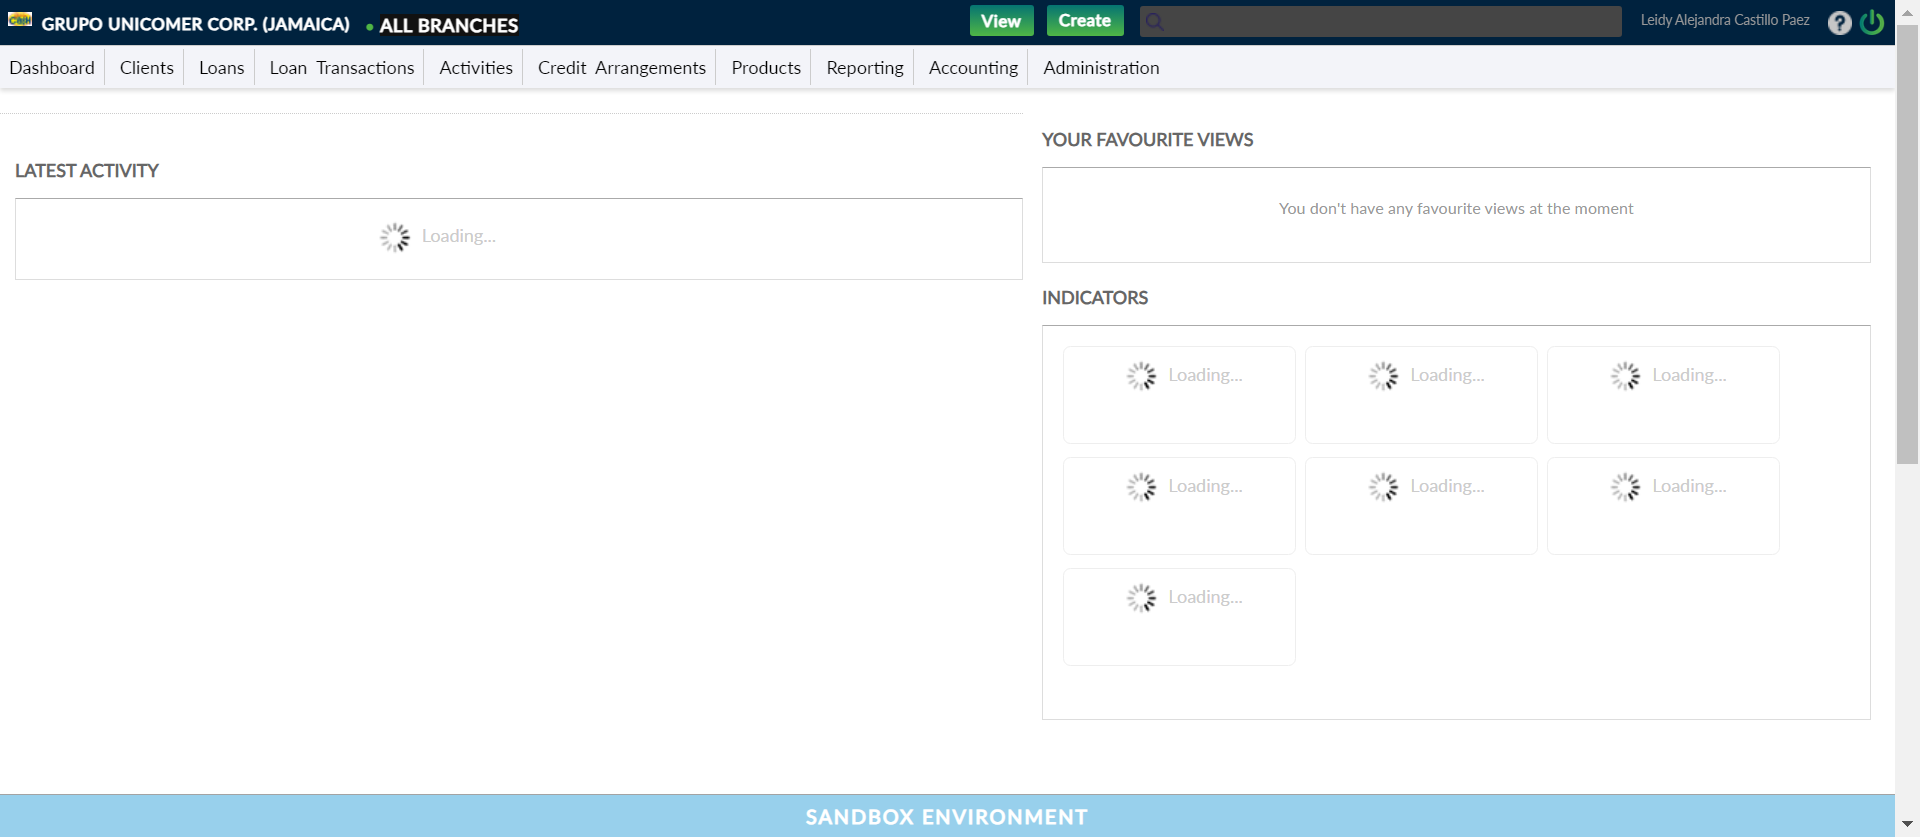 Cash
GRUPO UNICOMER CORP. (JAMAICA) • ALL BRANCHES View Create Leidy Alejandra Castillo Paez ?
Dashboard Clients Loans Loan Transactions Activities Credit Arrangements Products Reporting Accounting Administration
LATEST ACTIVITY
Loading...
YOUR FAVOURITE VIEWS
You don't have any favourite views at the moment
INDICATORS
Loading... Loading... Loading...
Loading... Loading... Loading...
Loading...
SANDBOX ENVIRONMENT